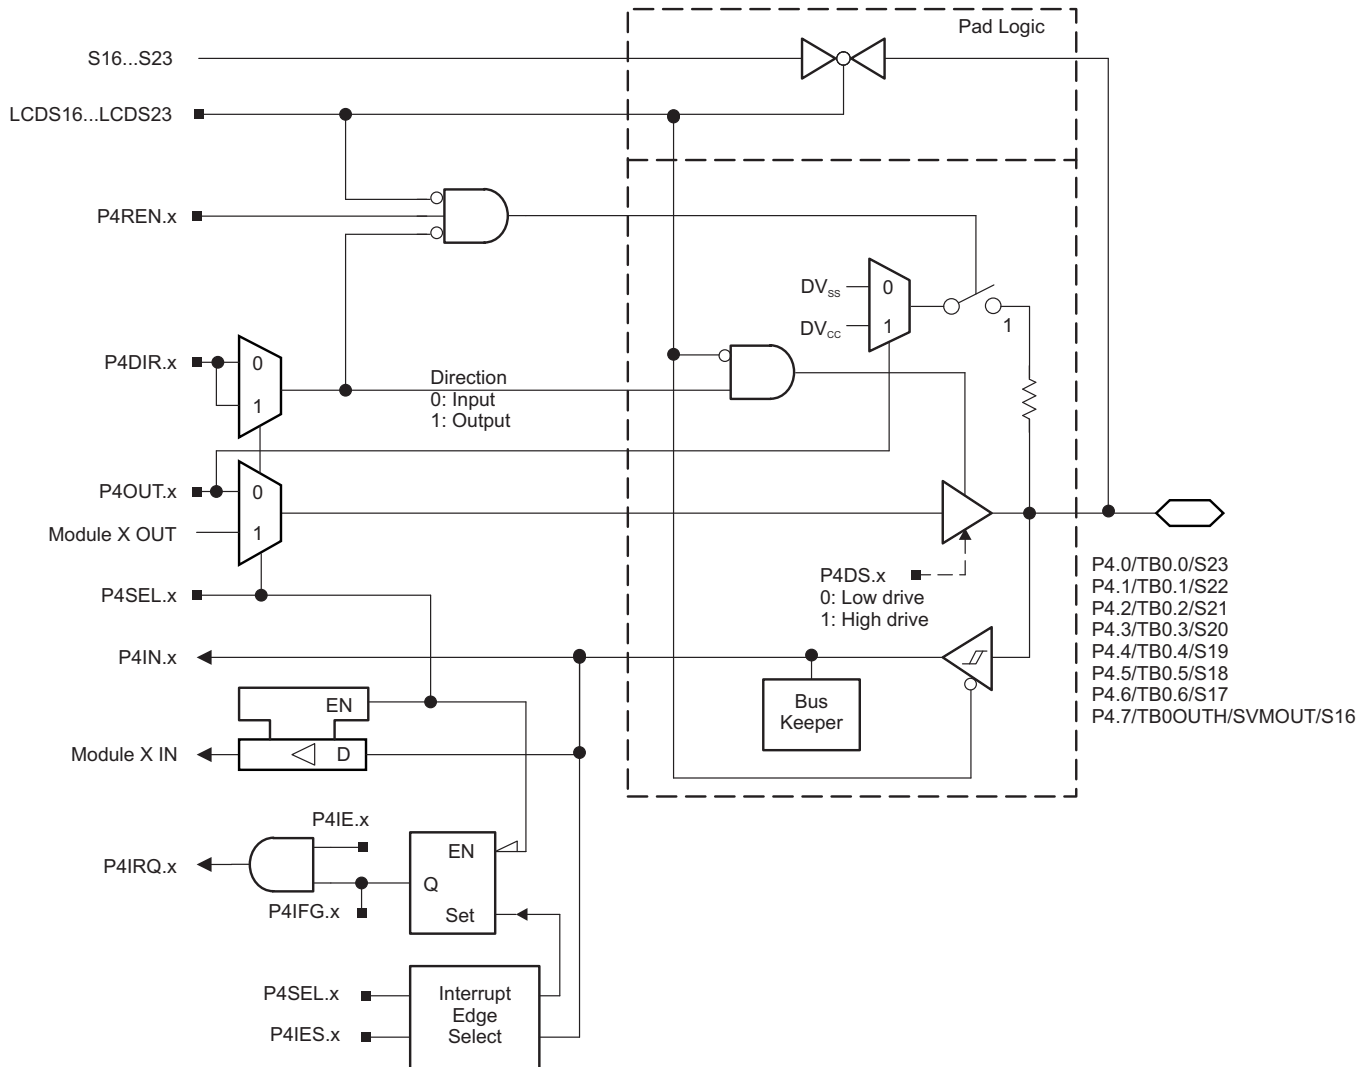 Pad Logic
S16...S23
LCDS16...LCDS23
P4REN.x
DVSS
0
DVCC
1
1
P4DIR.x
0
1
Direction
0: Input
1: Output
P4OUT.x
0
Module X OUT
1
P4DS.x
0: Low drive
1: High drive
P4SEL.x
P4.0/TB0.0/S23
P4.1/TB0.1/S22
P4.2/TB0.2/S21
P4.3/TB0.3/S20
P4.4/TB0.4/S19
P4.5/TB0.5/S18
P4.6/TB0.6/S17
P4.7/TB0OUTH/SVMOUT/S16
P4IN.x
Bus
Keeper
EN
Module X IN
D
P4IE.x
P4IRQ.x
EN
Q
P4IFG.x
Set
P4SEL.x
P4IES.x
Interrupt
Edge
Select